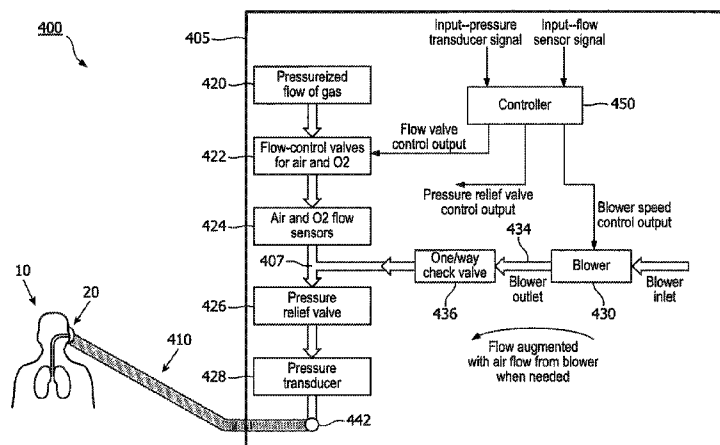 400
405
Input--pressure
transducer signal
Input--flow
sensor signal
420
Pressureized
flow of gas
Controller
450
Flow valve
control output
422
Flow-control valves
for air and O2
Pressure relief valve
control output
Blower speed
control output
424
Air and O2 flow
sensors
407
434
One/way
check valve
436
Blower
outlet
Blower
430
Blower
inlet
10
20
426
Pressure
relief valve
410
Flow augmented
with air flow from blower
when needed
428
Pressure
transducer
442